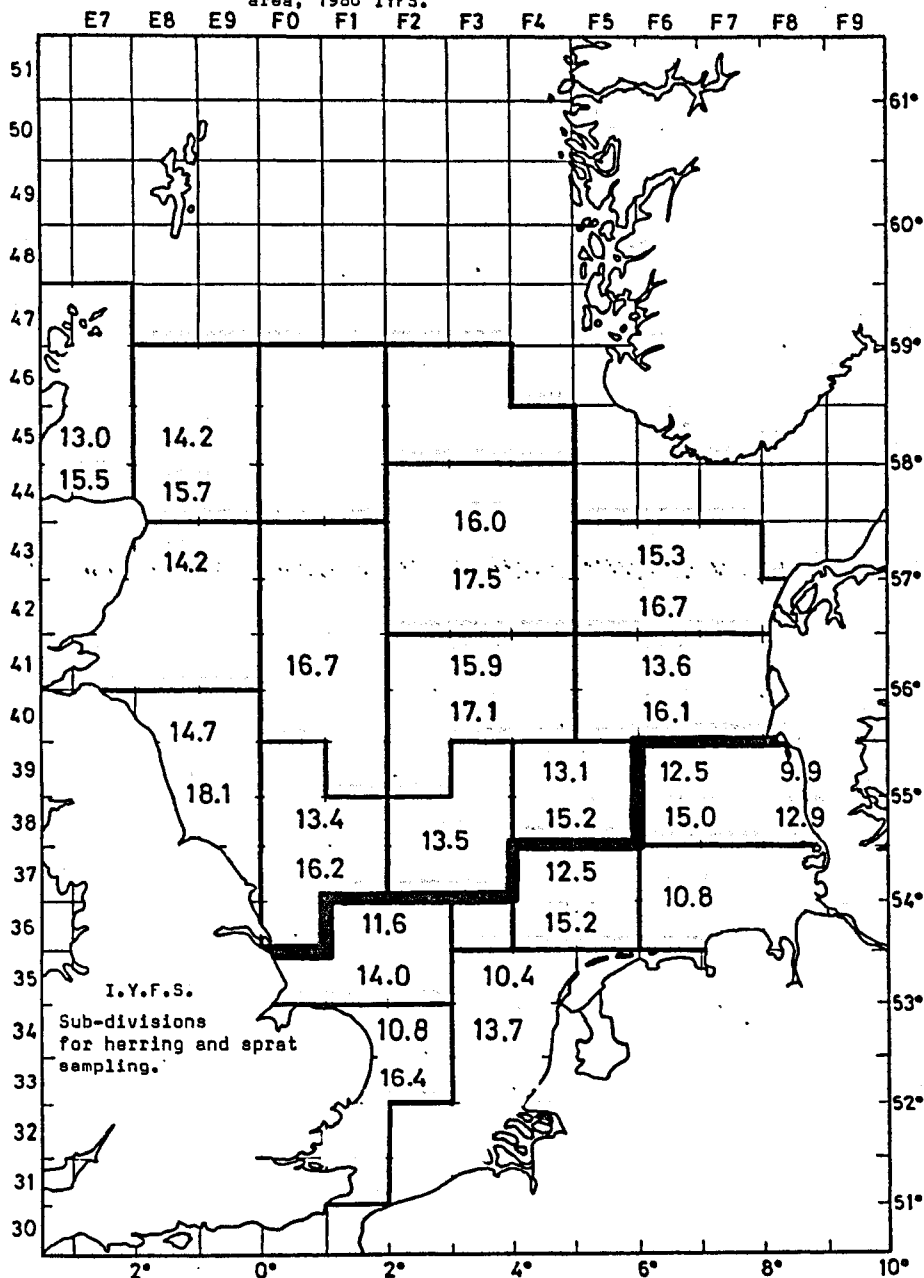 area, 1980 IYFS.
E7 E8 E9 F0 F1 F2 F3 F4 F5 F6 F7 F8 F9
51
61°
50
49
60°
48
47
59°
46
45 13.0 14.2
58°
44 15.5 15.7
16.0
43 14.2 15.3
17.5 57°
42 16.7
41 16.7 15.9 13.6
56°
40 14.7 17.1 16.1
39 13.1 12.5 9.9
18.1 55°
38 13.4 15.2 15.0 12.9
13.5
37 16.2 12.5
10.8 54°
36 11.6 15.2
35 14.0 10.4
I.Y.F.S.
53°
Sub-divisions
34 10.8 13.7
for herring and sprat
sampling.
33 16.4
52°
32
31
51°
30
2° 0° 2° 4° 6° 8° 10°